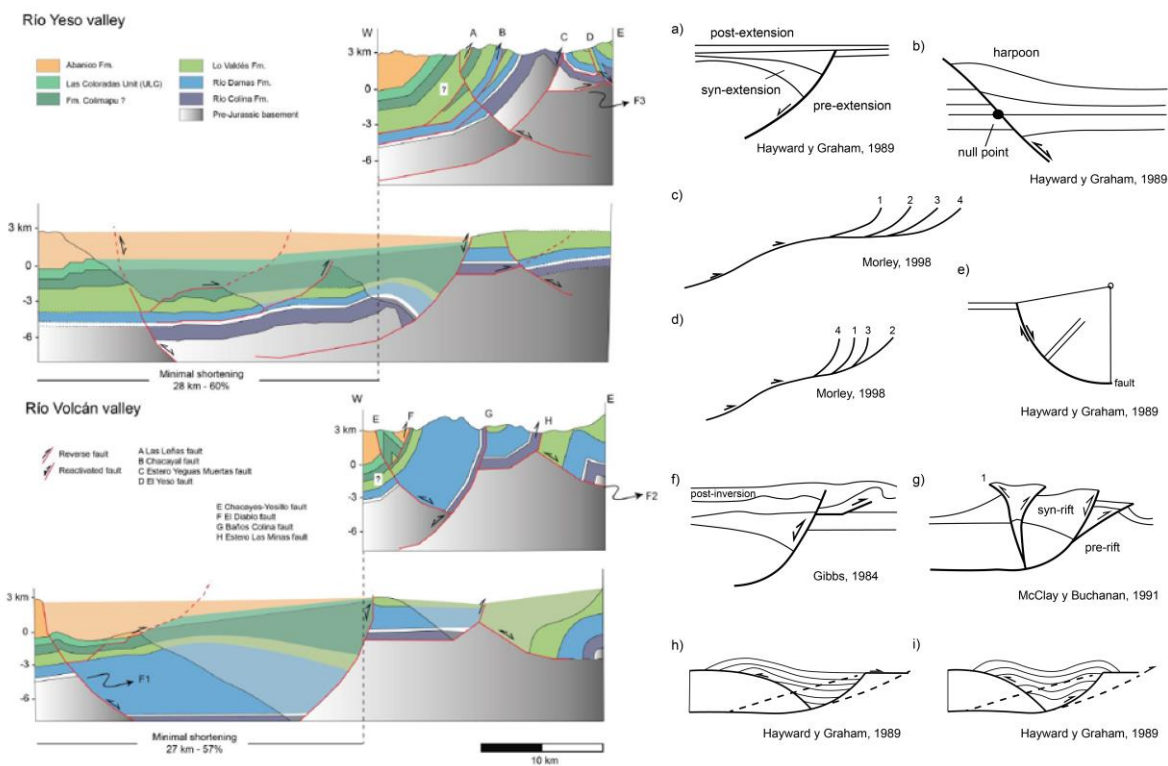 Río Yeso valley
Abanico Fm.
Las Coloradas Unit (ULG)
Fm. Colimapu ?
Lo Valdés Fm.
Río Damas Fm.
Río Colina Fm.
Pre-Jurassic basement
W
A
B
C
D
E
3 km
0
-3
-6
?
F3
3 km
0
-3
-6
Minimal shortening
28 km - 60%
Río Volcán valley
Reverse fault
Reactivated fault
A Las Leñas fault
B Chacayal fault
C Estero Yeguas Muertas fault
D El Yeso fault
E Chacayes-Yesillo fault
F El Diablo fault
G Baños Colina fault
H Estero Las Minas fault
W
E
F
G
H
E
3 km
0
-3
-6
?
F2
3 km
0
-3
-6
F1
Minimal shortening
27 km - 57%
10 km
a)
post-extension
syn-extension
pre-extension
Hayward y Graham, 1989
b)
harpoon
null point
Hayward y Graham, 1989
c)
1
2
3
4
Morley, 1998
d)
4
1
3
2
Morley, 1998
e)
fault
Hayward y Graham, 1989
f)
post-inversion
Gibbs, 1984
g)
1
syn-rift
pre-rift
McClay y Buchanan, 1991
h)
Hayward y Graham, 1989
i)
Hayward y Graham, 1989